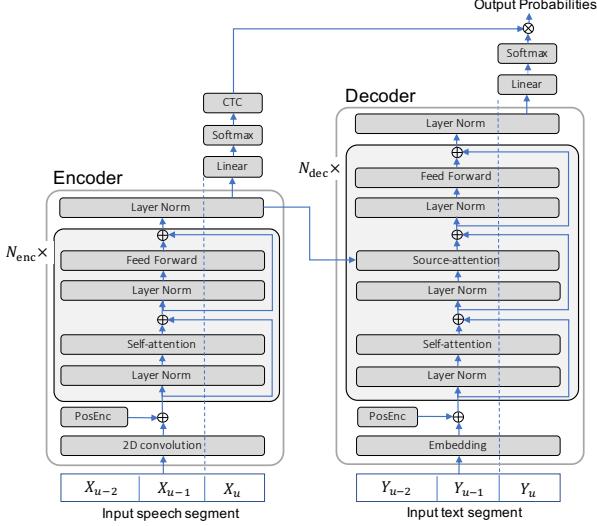 Output Probabilities
⊗
Softmax
Linear
CTC
Softmax
Linear
Encoder
Layer Norm
N_enc×
Feed Forward
Layer Norm
Self-attention
Layer Norm
PosEnc
2D convolution
X_{u−2} X_{u−1} X_u
Input speech segment
Decoder
Layer Norm
N_dec×
Feed Forward
Layer Norm
Source-attention
Layer Norm
Self-attention
Layer Norm
PosEnc
Embedding
Y_{u−2} Y_{u−1} Y_u
Input text segment